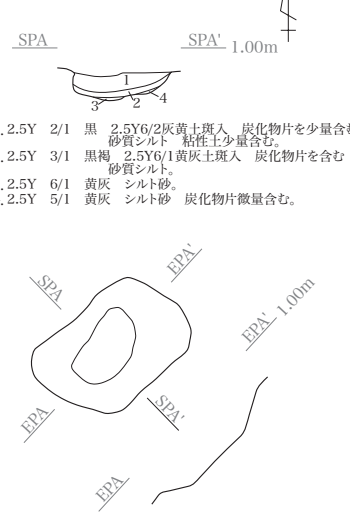 SPA SPA' 1.00m
1
3 2 4
. 2.5Y 2/1 黒 2.5Y6/2灰黄土斑入 炭化物片を少量含む
砂質シルト 粘性土少量含む。
. 2.5Y 3/1 黒褐 2.5Y6/1黄灰土斑入 炭化物片を含む
砂質シルト。
. 2.5Y 6/1 黄灰 シルト砂。
. 2.5Y 5/1 黄灰 シルト砂 炭化物片微量含む。
EPA'
SPA
EPA' 1.00m
EPA
SPA'
EPA